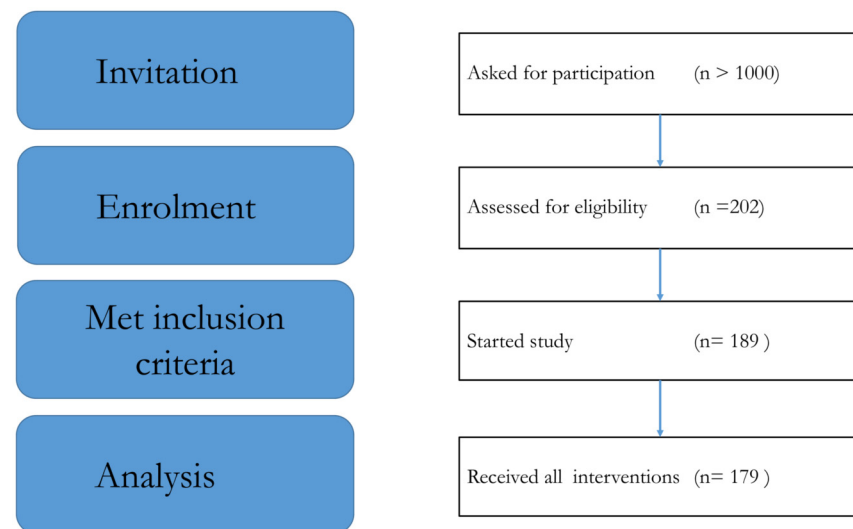 Invitation
Asked for participation (n > 1000)
Enrolment
Assessed for eligibility (n =202)
Met inclusion
criteria
Started study (n= 189 )
Analysis
Received all interventions (n= 179 )